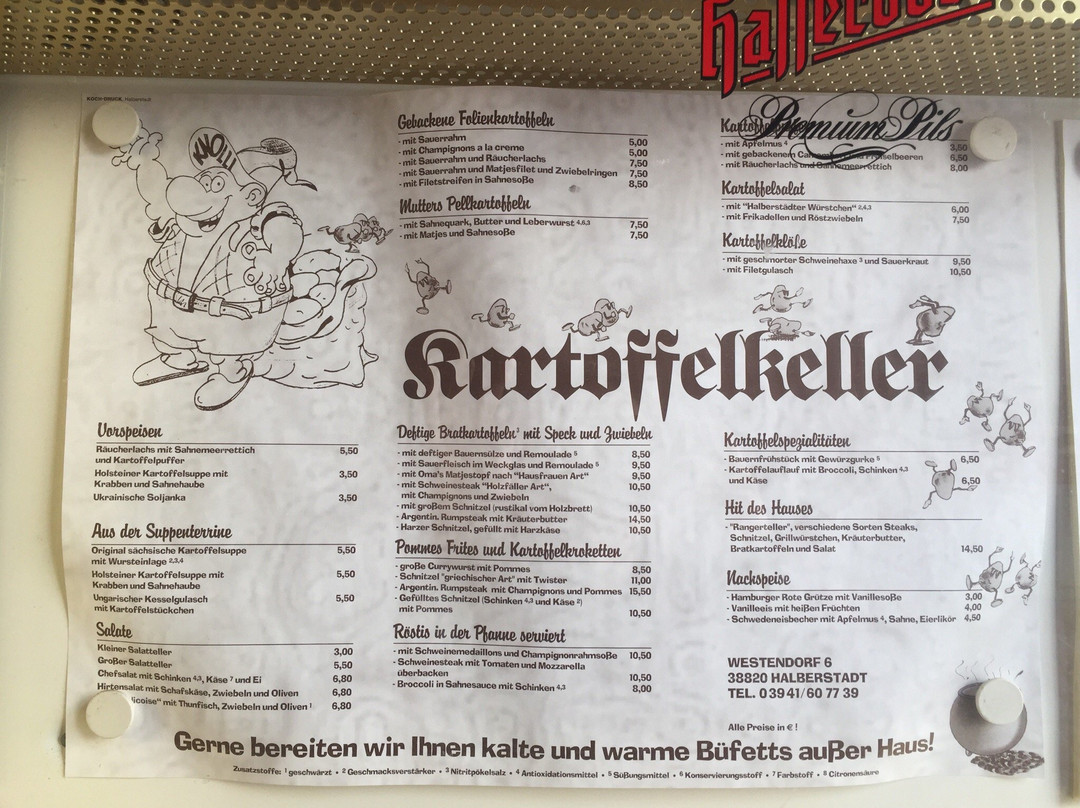 Hasseröder
Premium Pils
KOCH-DRUCK, Halberstadt
KNOLLI
Gebackene Folienkartoffeln
- mit Sauerrahm 5,00
- mit Champignons a la creme 5,00
- mit Sauerrahm und Räucherlachs 7,50
- mit Sauerrahm und Matjesfilet und Zwiebelringen 7,50
- mit Filetstreifen in Sahnesoße 8,50
Mutters Pellkartoffeln
- mit Sahnequark, Butter und Leberwurst 4,6,3 7,50
- mit Matjes und Sahnesoße 7,50
- mit Apfelmus 4 3,50
- mit gebackenem Camembert und Preiselbeeren 6,50
- mit Räucherlachs und Sahnemeerrettich 8,00
Kartoffelsalat
- mit "Halberstädter Würstchen" 2,4,3 6,00
- mit Frikadellen und Röstzwiebeln 7,50
Kartoffelklöße
- mit geschmorter Schweinehaxe 3 und Sauerkraut 9,50
- mit Filetgulasch 10,50
Kartoffelkeller
Vorspeisen
Räucherlachs mit Sahnemeerrettich 5,50
und Kartoffelpuffer
Holsteiner Kartoffelsuppe mit 3,50
Krabben und Sahnehaube
Ukrainische Soljanka 3,50
Aus der Suppenterrine
Original sächsische Kartoffelsuppe 5,50
mit Wursteinlage 2,3,4
Holsteiner Kartoffelsuppe mit 5,50
Krabben und Sahnehaube
Ungarischer Kesselgulasch 5,50
mit Kartoffelstückchen
Salate
Kleiner Salatteller 3,00
Großer Salatteller 5,50
Chefsalat mit Schinken 4,3, Käse 7 und Ei 6,80
Hirtensalat mit Schafskäse, Zwiebeln und Oliven 6,80
licoise" mit Thunfisch, Zwiebeln und Oliven 1 6,80
Deftige Bratkartoffeln 2 mit Speck und Zwiebeln
- mit deftiger Bauernsülze und Remoulade 5 8,50
- mit Sauerfleisch im Weckglas und Remoulade 5 9,50
- mit Oma's Matjestopf nach "Hausfrauen Art" 9,50
- mit Schweinesteak "Holzfäller Art", 10,50
mit Champignons und Zwiebeln
- mit großem Schnitzel (rustikal vom Holzbrett) 10,50
- Argentin. Rumpsteak mit Kräuterbutter 14,50
- Harzer Schnitzel, gefüllt mit Harzkäse 10,50
Pommes Frites und Kartoffelkroketten
- große Currywurst mit Pommes 8,50
- Schnitzel "griechischer Art" mit Twister 11,00
- Argentin. Rumpsteak mit Champignons und Pommes 15,50
- Gefülltes Schnitzel (Schinken 4,3 und Käse 2)
mit Pommes 10,50
Röstis in der Pfanne serviert
- mit Schweinemedaillons und Champignonrahmsoße 10,50
- Schweinesteak mit Tomaten und Mozzarella
überbacken 10,50
- Broccoli in Sahnesauce mit Schinken 4,3 8,00
Kartoffelspezialitäten
- Bauernfrühstück mit Gewürzgurke 5 6,50
- Kartoffelauflauf mit Broccoli, Schinken 4,3
und Käse 6,50
Hit des Hauses
- "Rangerteller", verschiedene Sorten Steaks,
Schnitzel, Grillwürstchen, Kräuterbutter,
Bratkartoffeln und Salat 14,50
Nachspeise
- Hamburger Rote Grütze mit Vanillesoße 3,00
- Vanilleeis mit heißen Früchten 4,00
- Schwedeneisbecher mit Apfelmus 4, Sahne, Eierlikör 4,50
WESTENDORF 6
38820 HALBERSTADT
TEL. 0 39 41/60 77 39
Alle Preise in € !
Gerne bereiten wir Ihnen kalte und warme Büfetts außer Haus!
Zusatzstoffe: 1 geschwärzt • 2 Geschmacksverstärker • 3 Nitritpökelsalz • 4 Antioxidationsmittel • 5 Süßungsmittel • 6 Konservierungsstoff • 7 Farbstoff • 8 Citronensäure